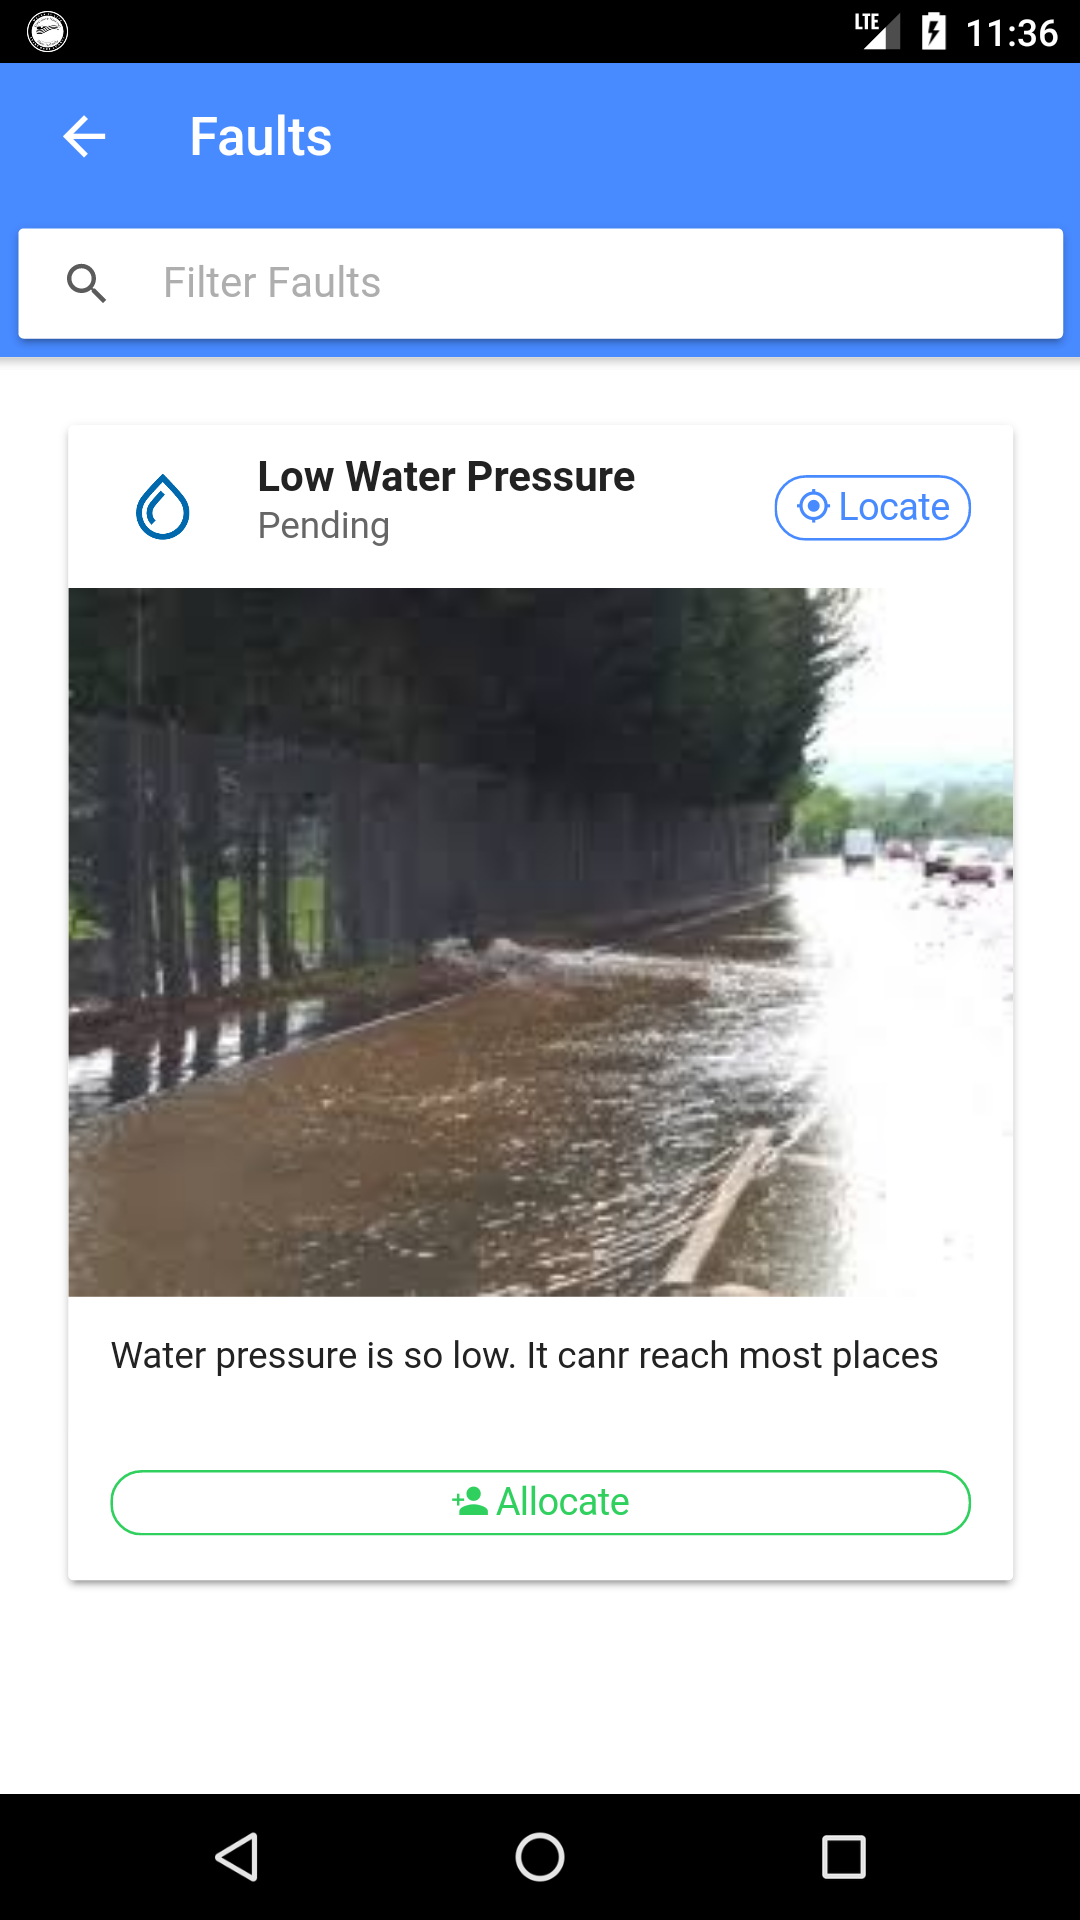 LTE 11:36
Faults
Filter Faults
Low Water Pressure
Pending
Locate
Water pressure is so low. It canr reach most places
Allocate